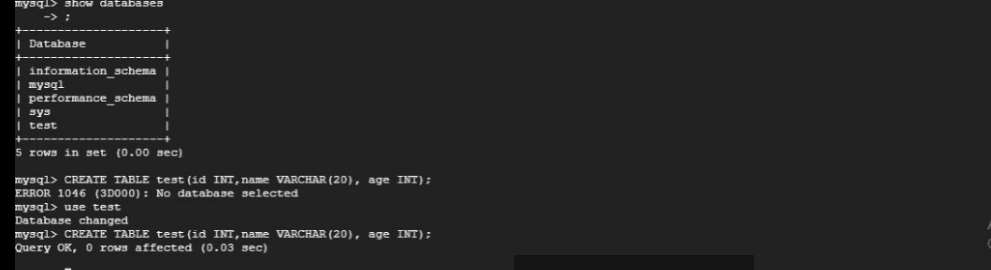 mysql> show databases
    -> ;
+--------------------+
| Database           |
+--------------------+
| information_schema |
| mysql              |
| performance_schema |
| sys                |
| test               |
+--------------------+
5 rows in set (0.00 sec)
mysql> CREATE TABLE test(id INT,name VARCHAR(20), age INT);
ERROR 1046 (3D000): No database selected
mysql> use test
Database changed
mysql> CREATE TABLE test(id INT,name VARCHAR(20), age INT);
Query OK, 0 rows affected (0.03 sec)